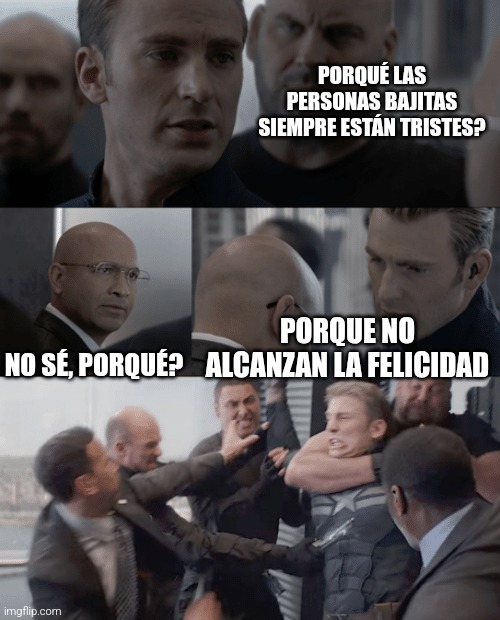 PORQUÉ LAS
PERSONAS BAJITAS
SIEMPRE ESTÁN TRISTES?
NO SÉ, PORQUÉ?
PORQUE NO
ALCANZAN LA FELICIDAD
imgflip.com